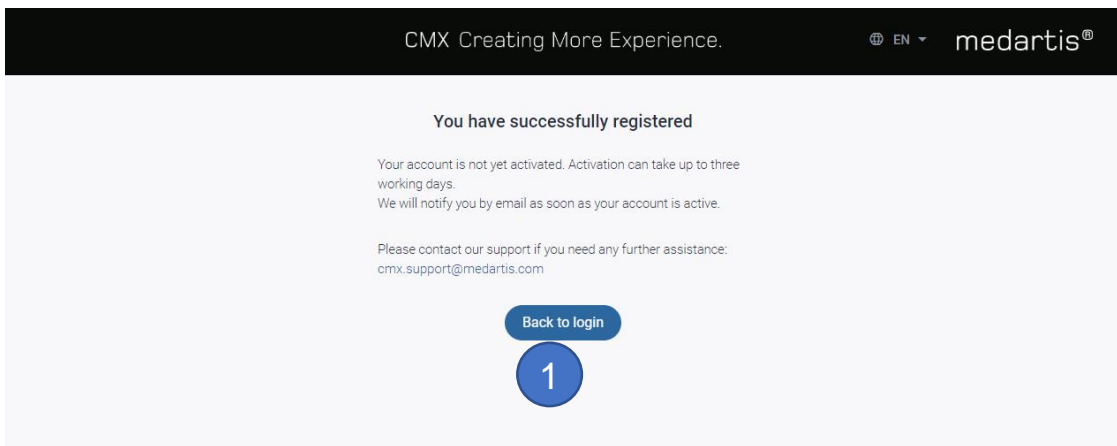 CMX Creating More Experience.
EN
medartis®
You have successfully registered
Your account is not yet activated. Activation can take up to three
working days.
We will notify you by email as soon as your account is active.
Please contact our support if you need any further assistance:
cmx.support@medartis.com
Back to login
1